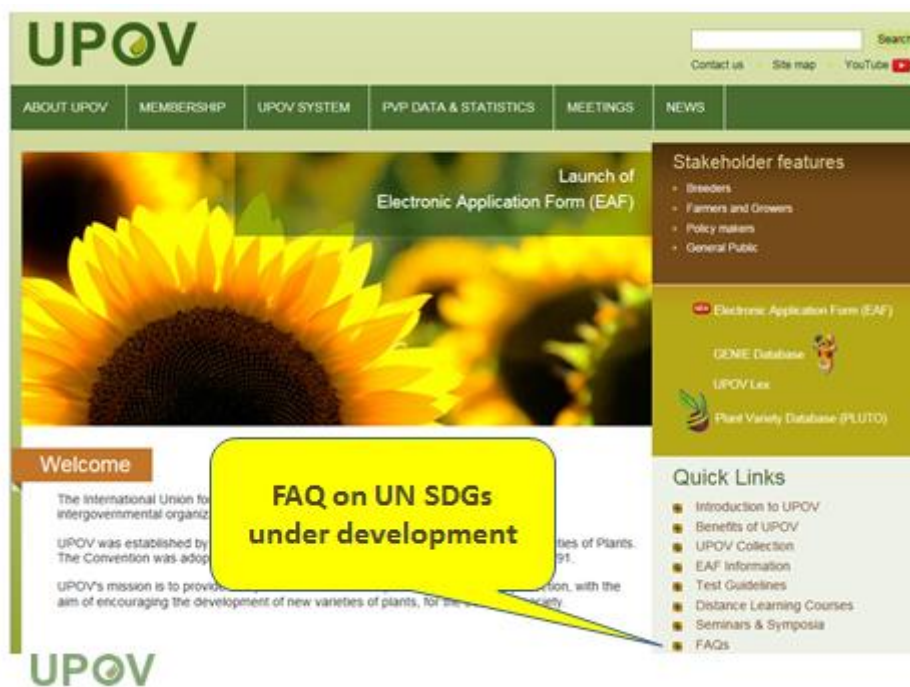 UPOV
Search
Contact us Site map YouTube
ABOUT UPOV MEMBERSHIP UPOV SYSTEM PVP DATA & STATISTICS MEETINGS NEWS
Launch of
Electronic Application Form (EAF)
Stakeholder features
Breeders
Farmers and Growers
Policy makers
General Public
Electronic Application Form (EAF)
GENIE Database
UPOV Lex
Plant Variety Database (PLUTO)
Welcome
The International Union for
intergovernmental organiz
UPOV was established by ties of Plants.
The Convention was adop 91.
UPOV's mission is to provide ction, with the
aim of encouraging the development of new varieties of plants, for the ciety
FAQ on UN SDGs
under development
Quick Links
Introduction to UPOV
Benefits of UPOV
UPOV Collection
EAF Information
Test Guidelines
Distance Learning Courses
Seminars & Symposia
FAQs
UPOV